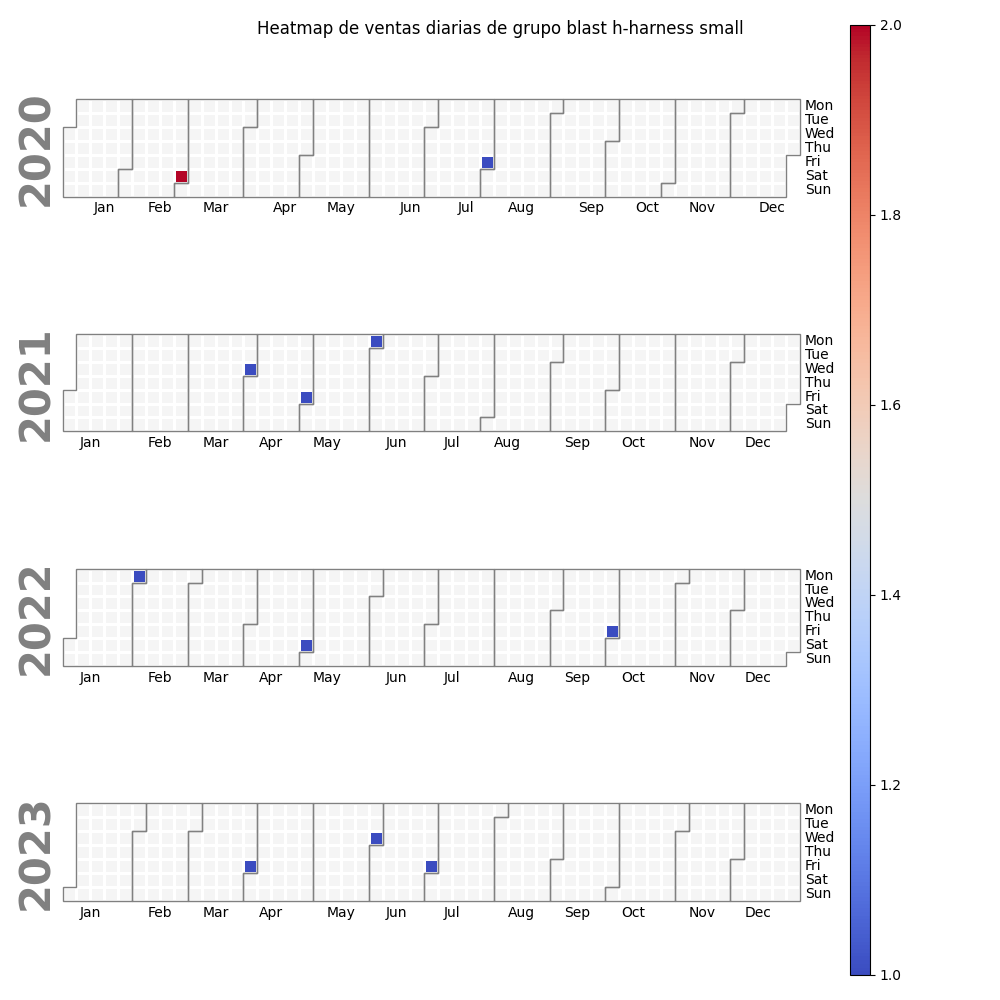 Heatmap de ventas diarias de grupo blast h-harness small
2020
Mon
Tue
Wed
Thu
Fri
Sat
Sun
Jan Feb Mar Apr May Jun Jul Aug Sep Oct Nov Dec
2021
Mon
Tue
Wed
Thu
Fri
Sat
Sun
Jan Feb Mar Apr May Jun Jul Aug Sep Oct Nov Dec
2022
Mon
Tue
Wed
Thu
Fri
Sat
Sun
Jan Feb Mar Apr May Jun Jul Aug Sep Oct Nov Dec
2023
Mon
Tue
Wed
Thu
Fri
Sat
Sun
Jan Feb Mar Apr May Jun Jul Aug Sep Oct Nov Dec
2.0
1.8
1.6
1.4
1.2
1.0